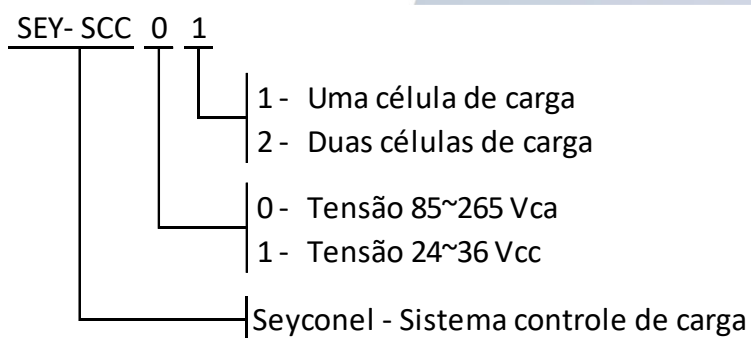 SEY- SCC 0 1
1 - Uma célula de carga
2 - Duas células de carga
0 - Tensão 85~265 Vca
1 - Tensão 24~36 Vcc
Seyconel - Sistema controle de carga